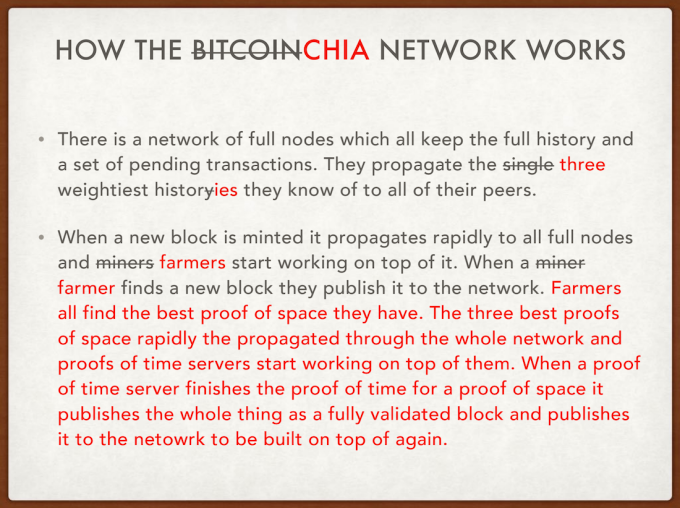 HOW THE BITCOINCHIA NETWORK WORKS
• There is a network of full nodes which all keep the full history and
a set of pending transactions. They propagate the single three
weightiest historyies they know of to all of their peers.
• When a new block is minted it propagates rapidly to all full nodes
and miners farmers start working on top of it. When a miner
farmer finds a new block they publish it to the network. Farmers
all find the best proof of space they have. The three best proofs
of space rapidly the propagated through the whole network and
proofs of time servers start working on top of them. When a proof
of time server finishes the proof of time for a proof of space it
publishes the whole thing as a fully validated block and publishes
it to the netowrk to be built on top of again.